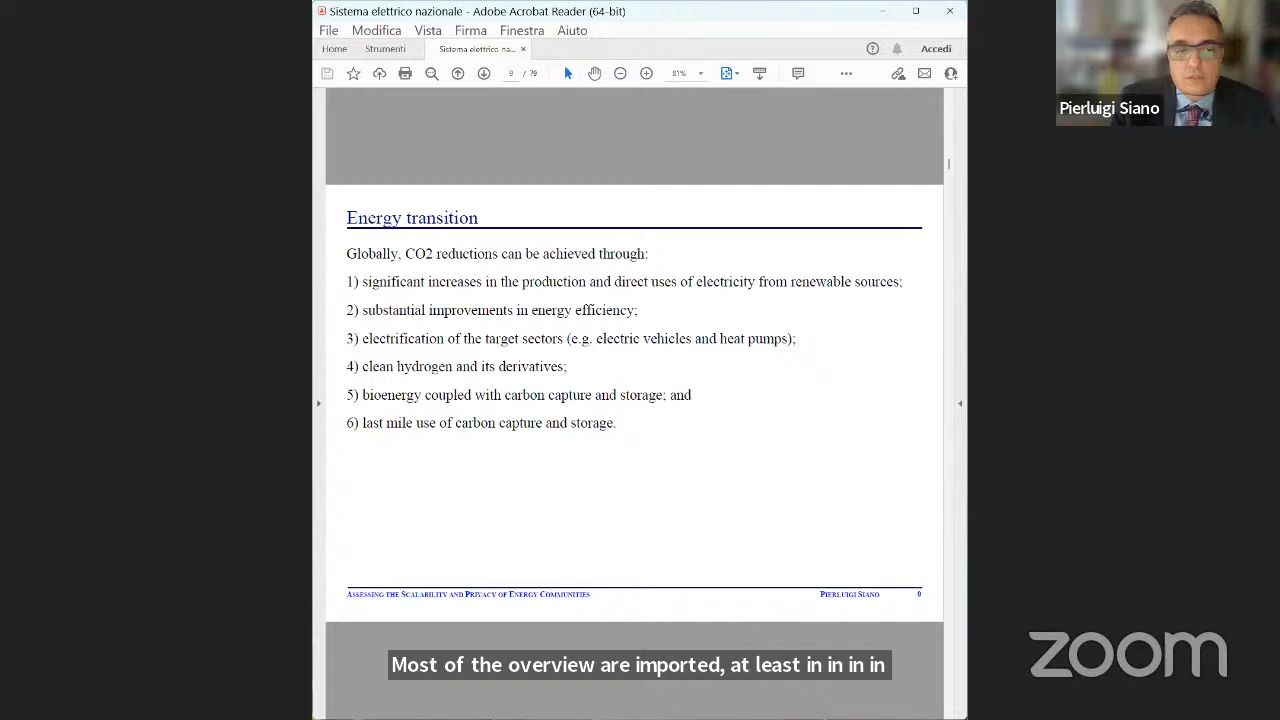 Sistema elettrico nazionale - Adobe Acrobat Reader (64-bit)
File Modifica Vista Firma Finestra Aiuto
Home Strumenti Sistema elettrico na... × Accedi
9 / 79 81%
Pierluigi Siano
Energy transition
Globally, CO2 reductions can be achieved through:
1) significant increases in the production and direct uses of electricity from renewable sources;
2) substantial improvements in energy efficiency;
3) electrification of the target sectors (e.g. electric vehicles and heat pumps);
4) clean hydrogen and its derivatives;
5) bioenergy coupled with carbon capture and storage; and
6) last mile use of carbon capture and storage.
ASSESSING THE SCALABILITY AND PRIVACY OF ENERGY COMMUNITIES PIERLUIGI SIANO 9
Most of the overview are imported, at least in in in in
zoom